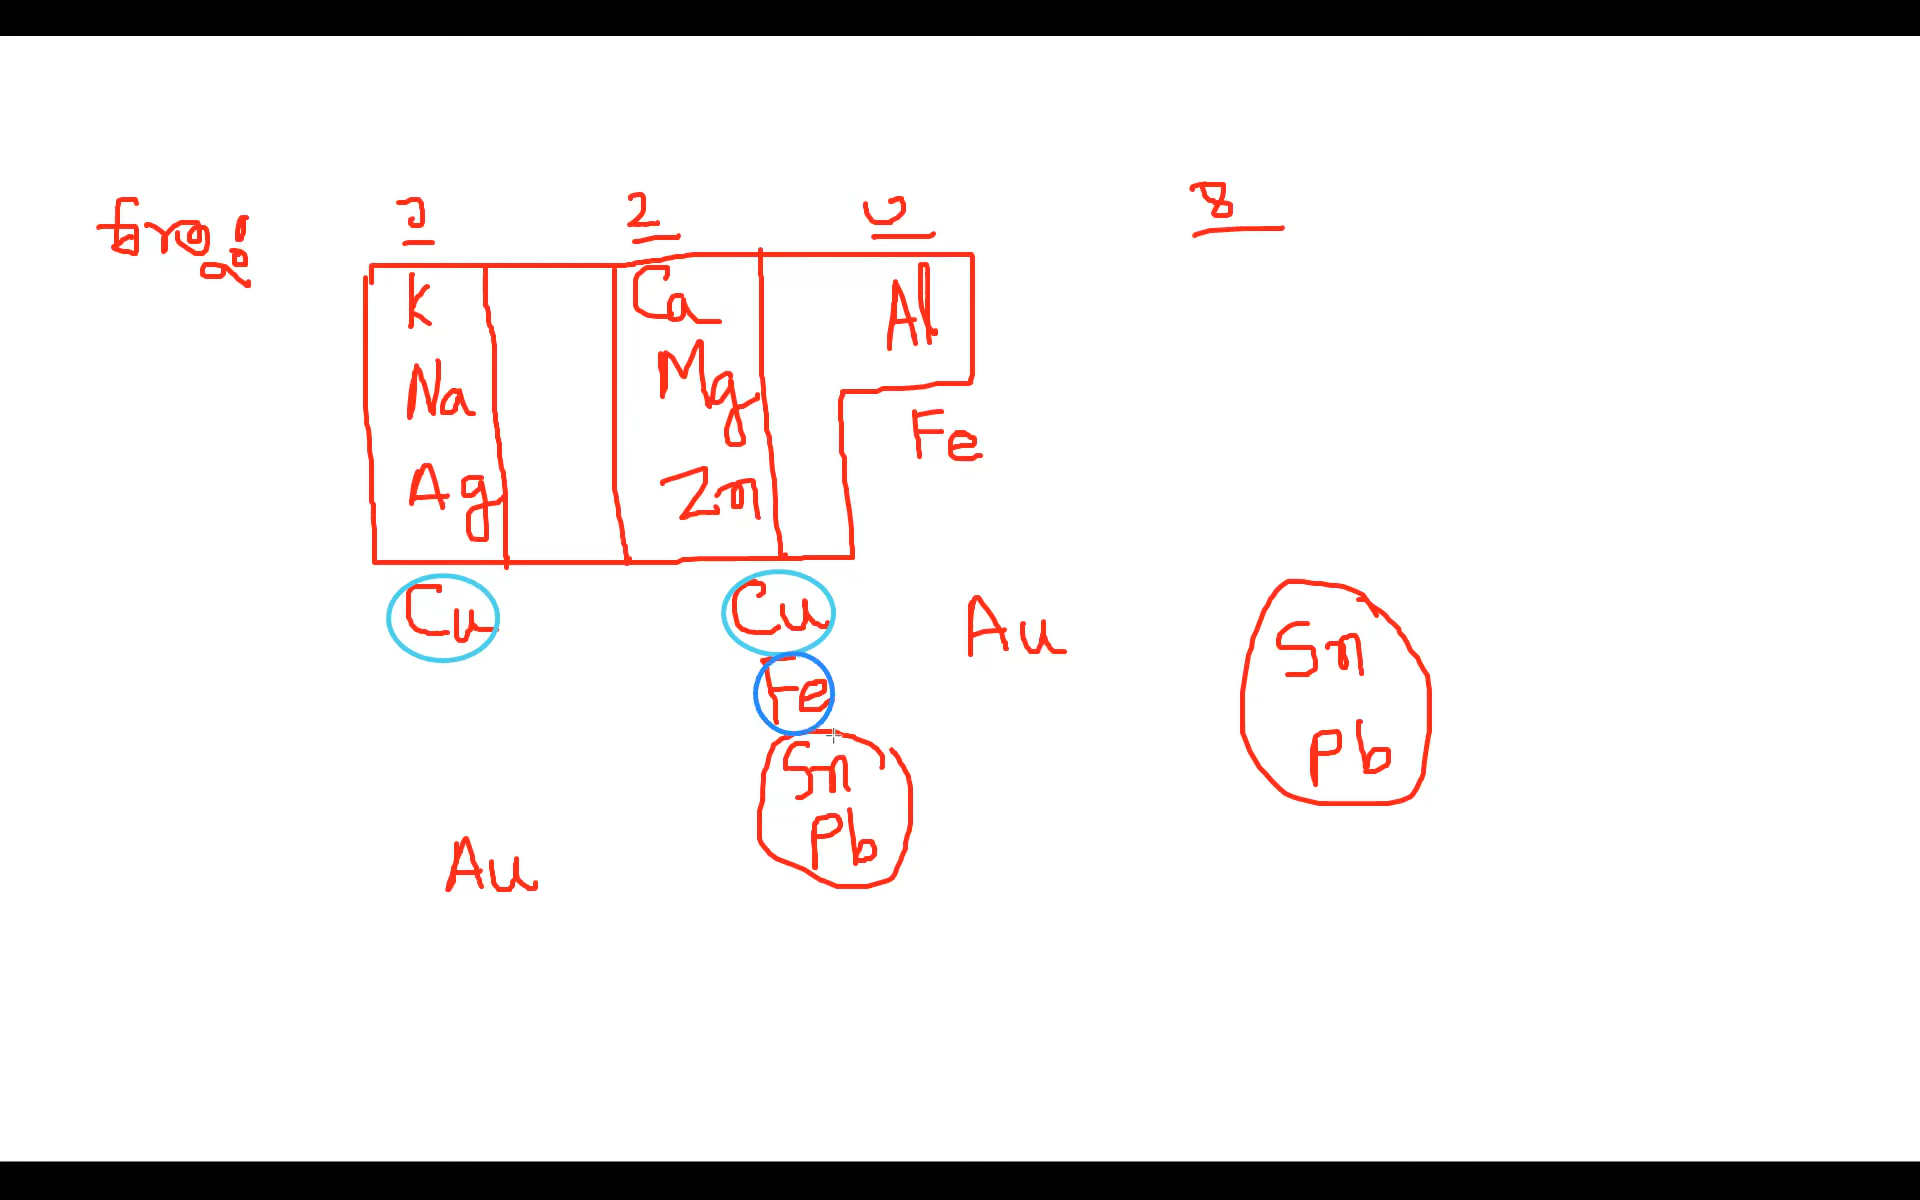 ১ ২ ৩ ৪
K Ca Al
Na Mg Fe
Ag Zn
Cu Cu Au Sn
Fe
Sn Pb
Pb
Au